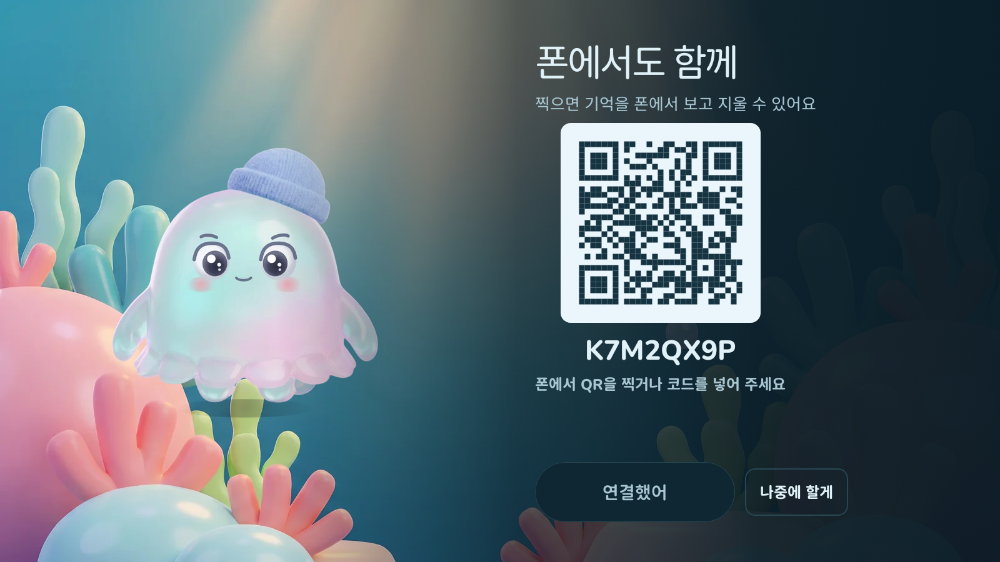 폰에서도 함께
찍으면 기억을 폰에서 보고 지울 수 있어요
K7M2QX9P
폰에서 QR을 찍거나 코드를 넣어 주세요
연결했어
나중에 할게